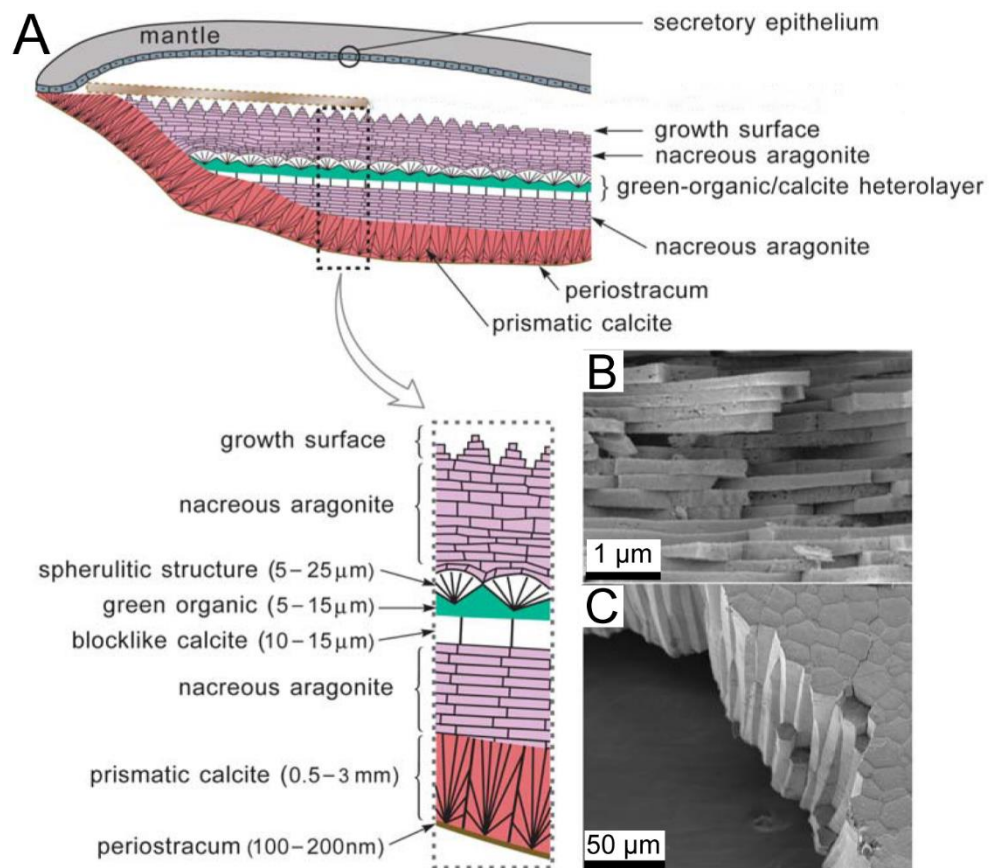 A
mantle
secretory epithelium
growth surface
nacreous aragonite
green-organic/calcite heterolayer
nacreous aragonite
periostracum
prismatic calcite
growth surface
nacreous aragonite
spherulitic structure (5–25μm)
green organic (5–15μm)
blocklike calcite (10–15μm)
nacreous aragonite
prismatic calcite (0.5–3mm)
periostracum (100–200nm)
B
1 μm
C
50 μm